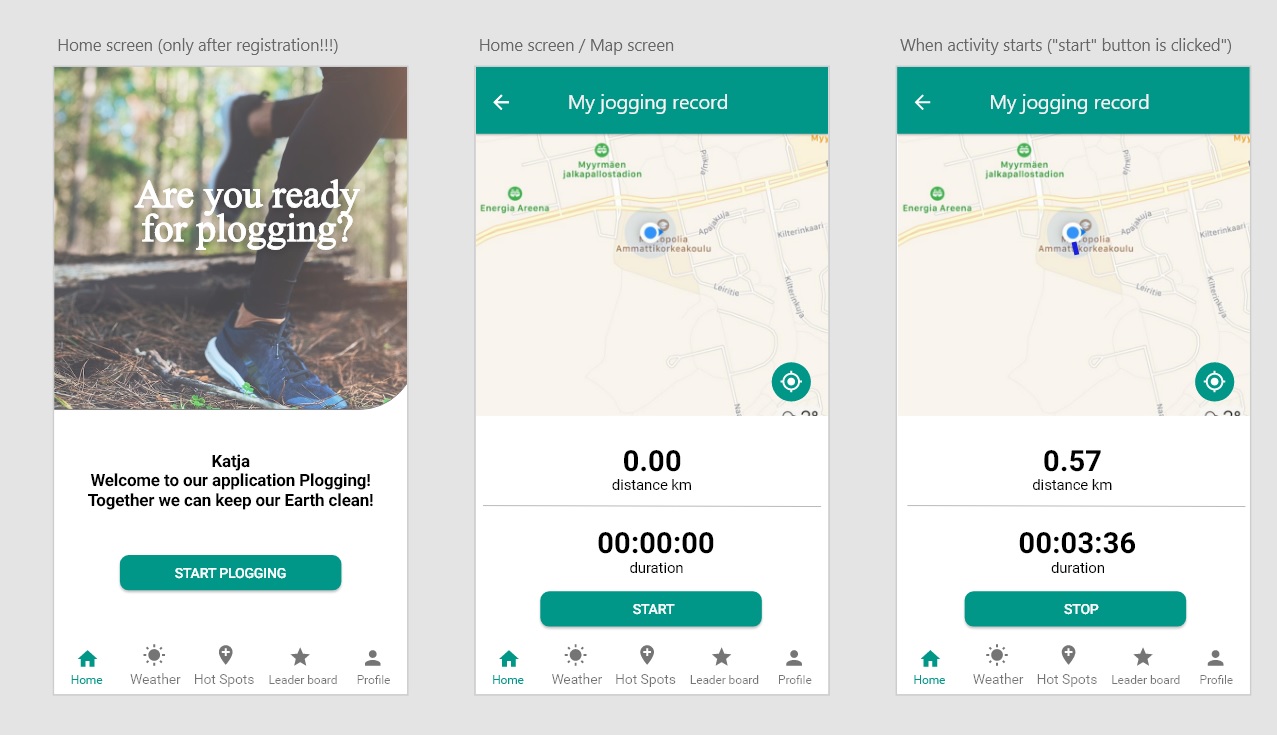 Home screen (only after registration!!!)
Are you ready
for plogging?
Katja
Welcome to our application Plogging!
Together we can keep our Earth clean!
START PLOGGING
Home
Weather
Hot Spots
Leader board
Profile
Home screen / Map screen
My jogging record
Myyrmäen
jalkapallostadion
Energia Areena
Apajakuja
Kilterinkaari
Ammattikorkeakoulu
Leiritie
Kilterinkuja
0.00
distance km
00:00:00
duration
START
Home
Weather
Hot Spots
Leader board
Profile
When activity starts ("start" button is clicked")
My jogging record
Myyrmäen
jalkapallostadion
Energia Areena
Apajakuja
Kilterinkaari
Ammattikorkeakoulu
Leiritie
Kilterinkuja
0.57
distance km
00:03:36
duration
STOP
Home
Weather
Hot Spots
Leader board
Profile